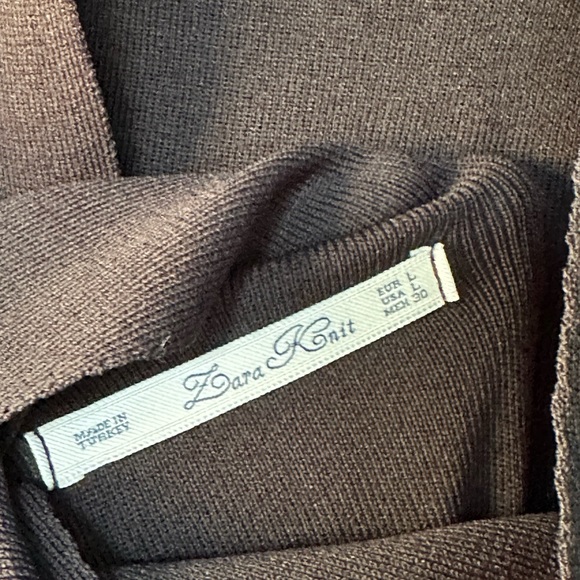 MADE IN
TURKEY
Zara Knit
EUR L
USA L
MEX 30